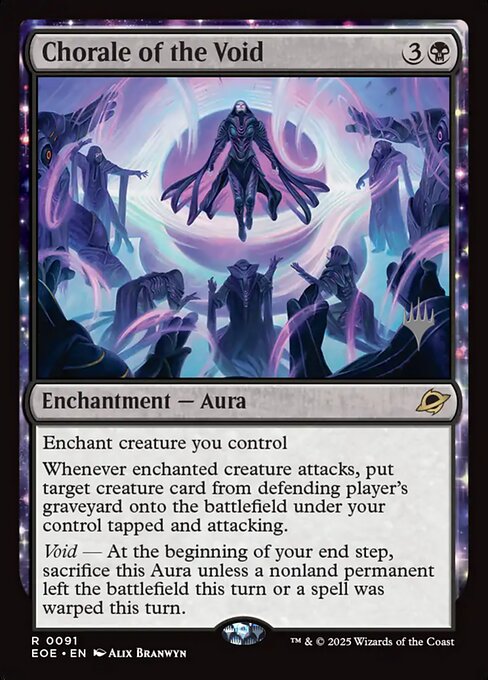 Chorale of the Void 3
Enchantment — Aura
Enchant creature you control
Whenever enchanted creature attacks, put
target creature card from defending player's
graveyard onto the battlefield under your
control tapped and attacking.
Void — At the beginning of your end step,
sacrifice this Aura unless a nonland permanent
left the battlefield this turn or a spell was
warped this turn.
R 0091 ™ & © 2025 Wizards of the Coast
EOE • EN Alix Branwyn